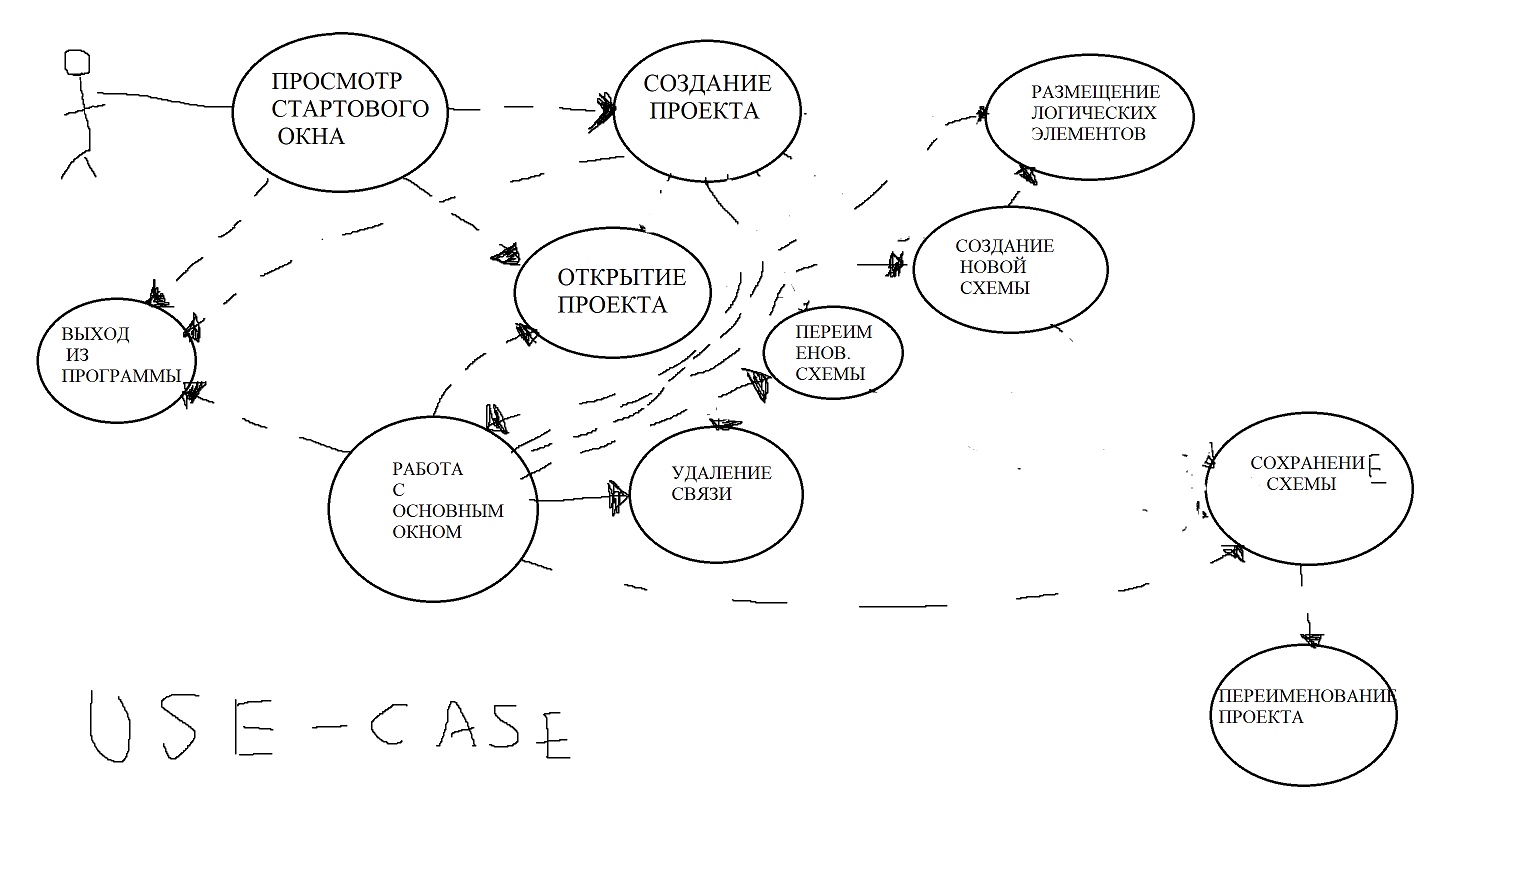 ПРОСМОТР
СТАРТОВОГО
ОКНА
СОЗДАНИЕ
ПРОЕКТА
РАЗМЕЩЕНИЕ
ЛОГИЧЕСКИХ
ЭЛЕМЕНТОВ
ОТКРЫТИЕ
ПРОЕКТА
СОЗДАНИЕ
НОВОЙ
СХЕМЫ
ВЫХОД
ИЗ
ПРОГРАММЫ
ПЕРЕИМ
ЕНОВ.
СХЕМЫ
РАБОТА
С
ОСНОВНЫМ
ОКНОМ
УДАЛЕНИЕ
СВЯЗИ
СОХРАНЕНИЕ
СХЕМЫ
ПЕРЕИМЕНОВАНИЕ
ПРОЕКТА
USE-CASE